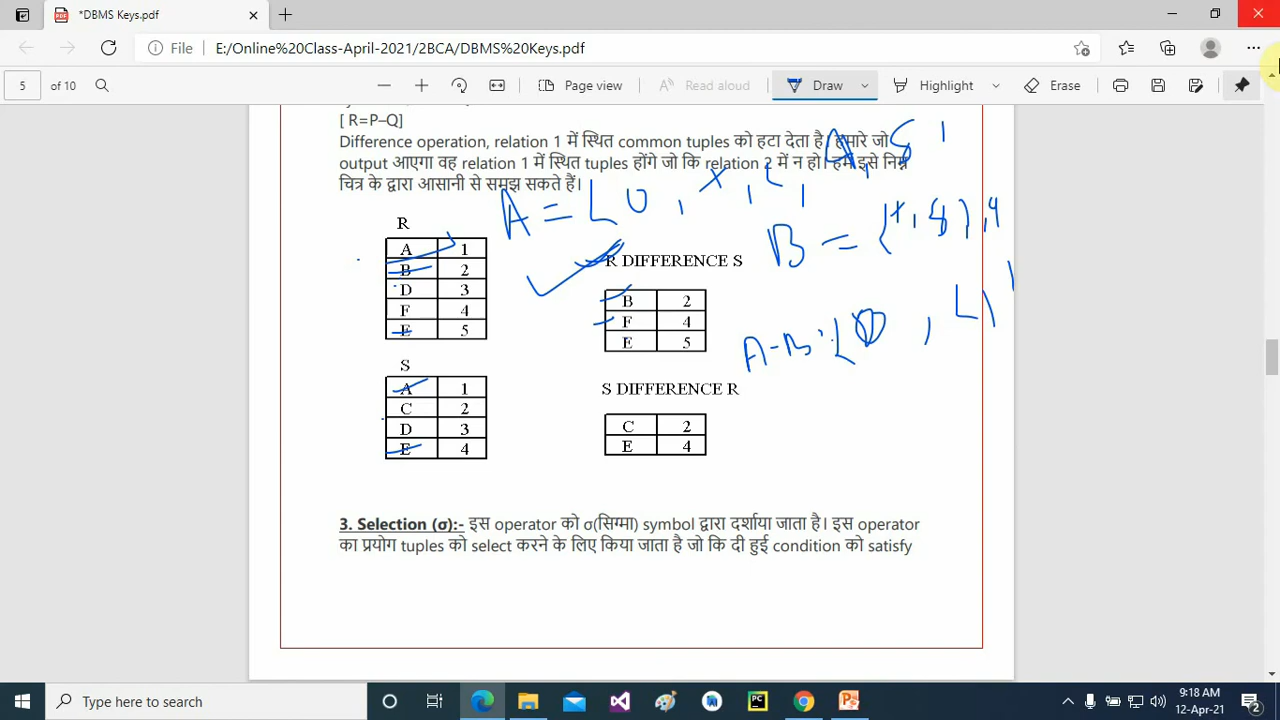 *DBMS Keys.pdf
File
E:/Online%20Class-April-2021/2BCA/DBMS%20Keys.pdf
5 of 10
Page view
Read aloud
Draw
Highlight
Erase
[ R=P–Q]
Difference operation, relation 1 में स्थित common tuples को हटा देता है। हमारे जो
output आएगा वह relation 1 में स्थित tuples होंगे जो कि relation 2 में न हो। हम इसे निम्न
चित्र के द्वारा आसानी से समझ सकते हैं।
R
A 1
B 2
D 3
F 4
E 5
R DIFFERENCE S
B 2
F 4
E 5
S
A 1
C 2
D 3
E 4
S DIFFERENCE R
C 2
E 4
A =
B =
A-B
3. Selection (σ):- इस operator को σ(सिग्मा) symbol द्वारा दर्शाया जाता है। इस operator
का प्रयोग tuples को select करने के लिए किया जाता है जो कि दी हुई condition को satisfy
Type here to search
9:18 AM
12-Apr-21
2